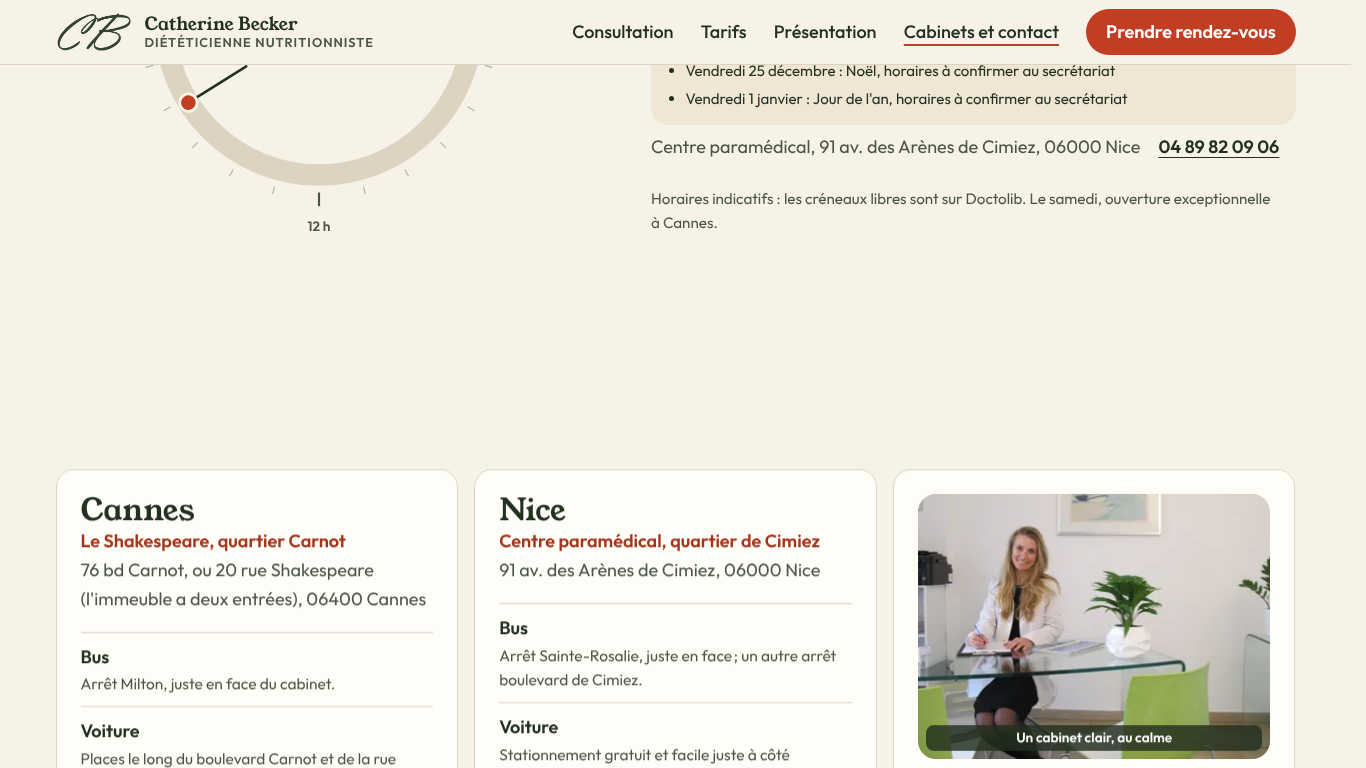 CB Catherine Becker
DIÉTÉTICIENNE NUTRITIONNISTE
Consultation
Tarifs
Présentation
Cabinets et contact
Prendre rendez-vous
12 h
• Vendredi 25 décembre : Noël, horaires à confirmer au secrétariat
• Vendredi 1 janvier : Jour de l'an, horaires à confirmer au secrétariat
Centre paramédical, 91 av. des Arènes de Cimiez, 06000 Nice 04 89 82 09 06
Horaires indicatifs : les créneaux libres sont sur Doctolib. Le samedi, ouverture exceptionnelle
à Cannes.
Cannes
Le Shakespeare, quartier Carnot
76 bd Carnot, ou 20 rue Shakespeare
(l'immeuble a deux entrées), 06400 Cannes
Bus
Arrêt Milton, juste en face du cabinet.
Voiture
Places le long du boulevard Carnot et de la rue
Nice
Centre paramédical, quartier de Cimiez
91 av. des Arènes de Cimiez, 06000 Nice
Bus
Arrêt Sainte-Rosalie, juste en face ; un autre arrêt
boulevard de Cimiez.
Voiture
Stationnement gratuit et facile juste à côté
Un cabinet clair, au calme